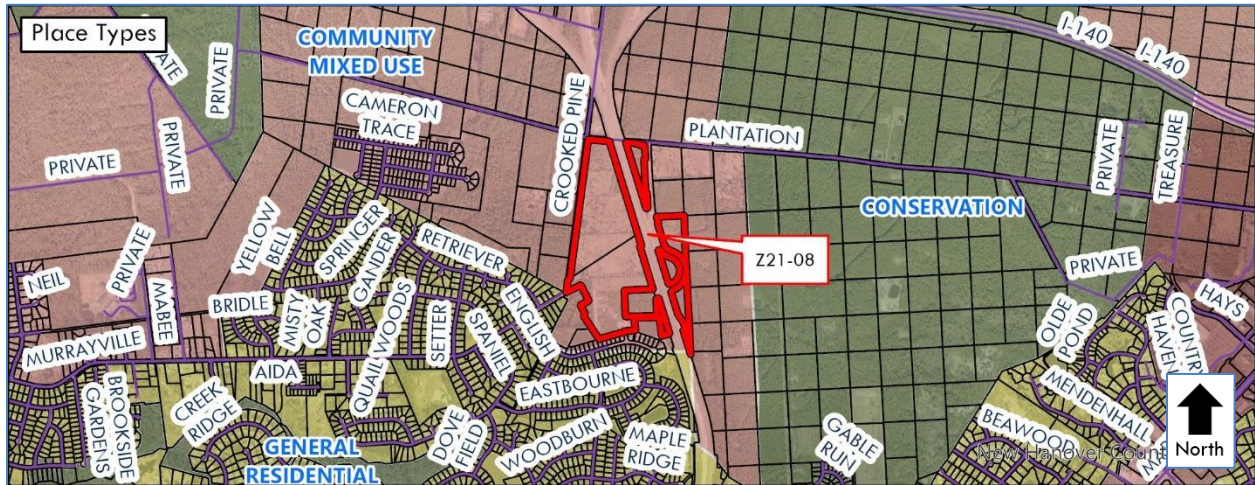 Place Types
PRIVATE
PRIVATE
COMMUNITY
MIXED USE
I-140
I-140
CAMERON
TRACE
CROOKED PINE
PLANTATION
PRIVATE
TREASURE
PRIVATE
PRIVATE
CONSERVATION
YELLOW
BELL
SPRINGER
GANDER
RETRIEVER
Z21-08
NEIL
PRIVATE
MABEE
BRIDLE
MISTY
OAK
QUAILWOODS
SETTER
SPANIEL
ENGLISH
PRIVATE
OLDE
POND
COUNTRY
HAVEN
HAYS
MURRAYVILLE
AIDA
EASTBOURNE
BROOKSIDE
GARDENS
CREEK
RIDGE
DOVE
FIELD
WOODBURN
MAPLE
RIDGE
GABLE
RUN
MENDENHALL
BEAWOOD
GENERAL
RESIDENTIAL
New Hanover
North